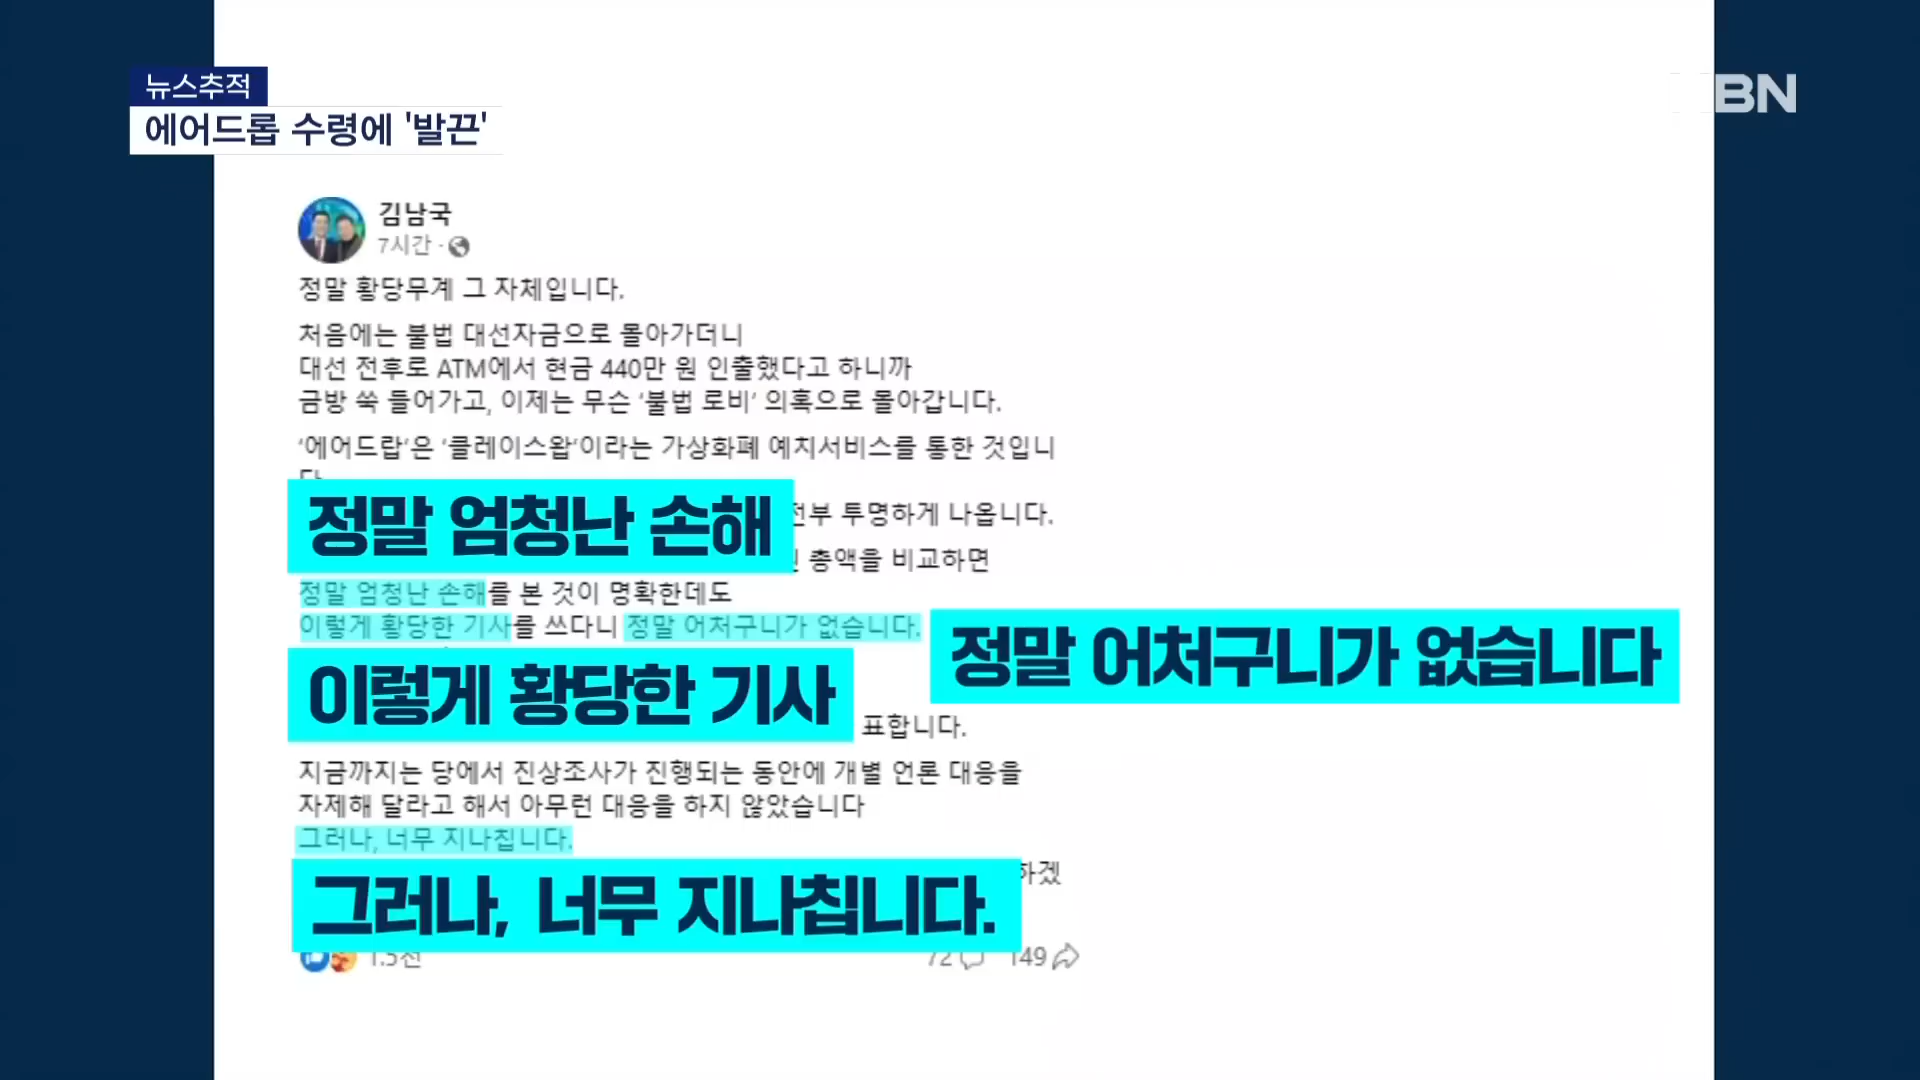 뉴스추적
에어드롭 수령에 '발끈'
BN
김남국
7시간
정말 황당무계 그 자체입니다.
처음에는 불법 대선자금으로 몰아가더니
대선 전후로 ATM에서 현금 440만 원 인출했다고 하니까
금방 쑥 들어가고, 이제는 무슨 ‘불법 로비’ 의혹으로 몰아갑니다.
‘에어드랍’은 ‘클레이스왑’이라는 가상화폐 예치서비스를 통한 것입니
정말 엄청난 손해
전부 투명하게 나옵니다.
총액을 비교하면
정말 엄청난 손해를 본 것이 명확한데도
이렇게 황당한 기사를 쓰다니 정말 어처구니가 없습니다.
정말 어처구니가 없습니다
이렇게 황당한 기사
표합니다.
지금까지는 당에서 진상조사가 진행되는 동안에 개별 언론 대응을
자제해 달라고 해서 아무런 대응을 하지 않았습니다
그러나, 너무 지나칩니다.
하겠
그러나, 너무 지나칩니다.
1.5천
72 149